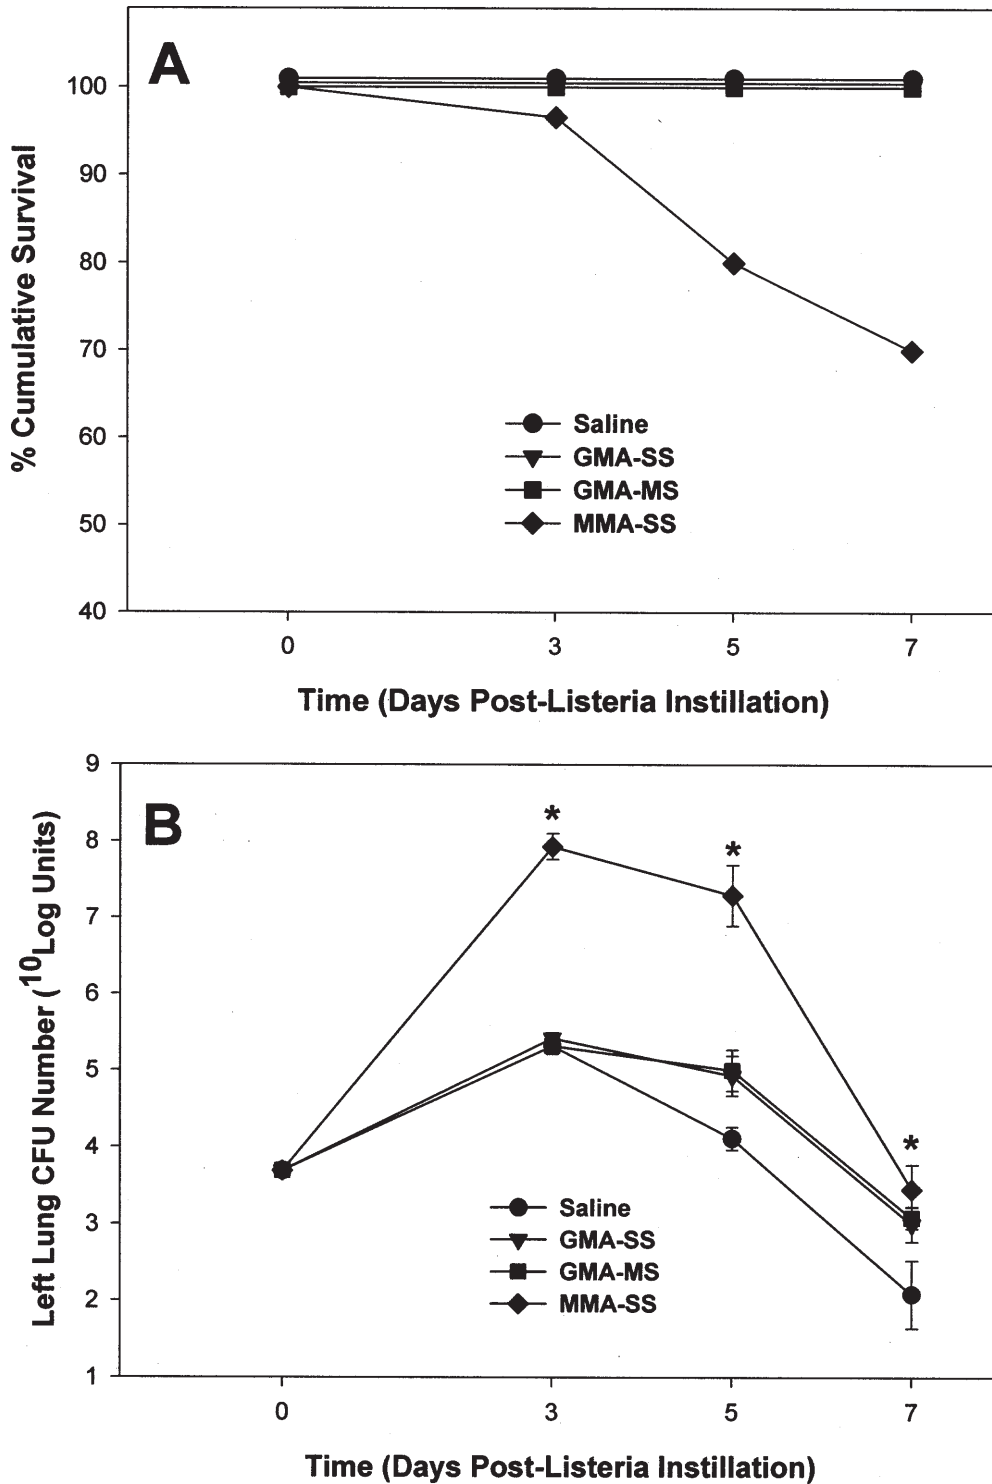 A
% Cumulative Survival
100
90
80
70
60
50
40
Saline
GMA-SS
GMA-MS
MMA-SS
0 3 5 7
Time (Days Post-Listeria Instillation)
B
Left Lung CFU Number (¹⁰Log Units)
9
8
7
6
5
4
3
2
1
* * *
Saline
GMA-SS
GMA-MS
MMA-SS
0 3 5 7
Time (Days Post-Listeria Instillation)